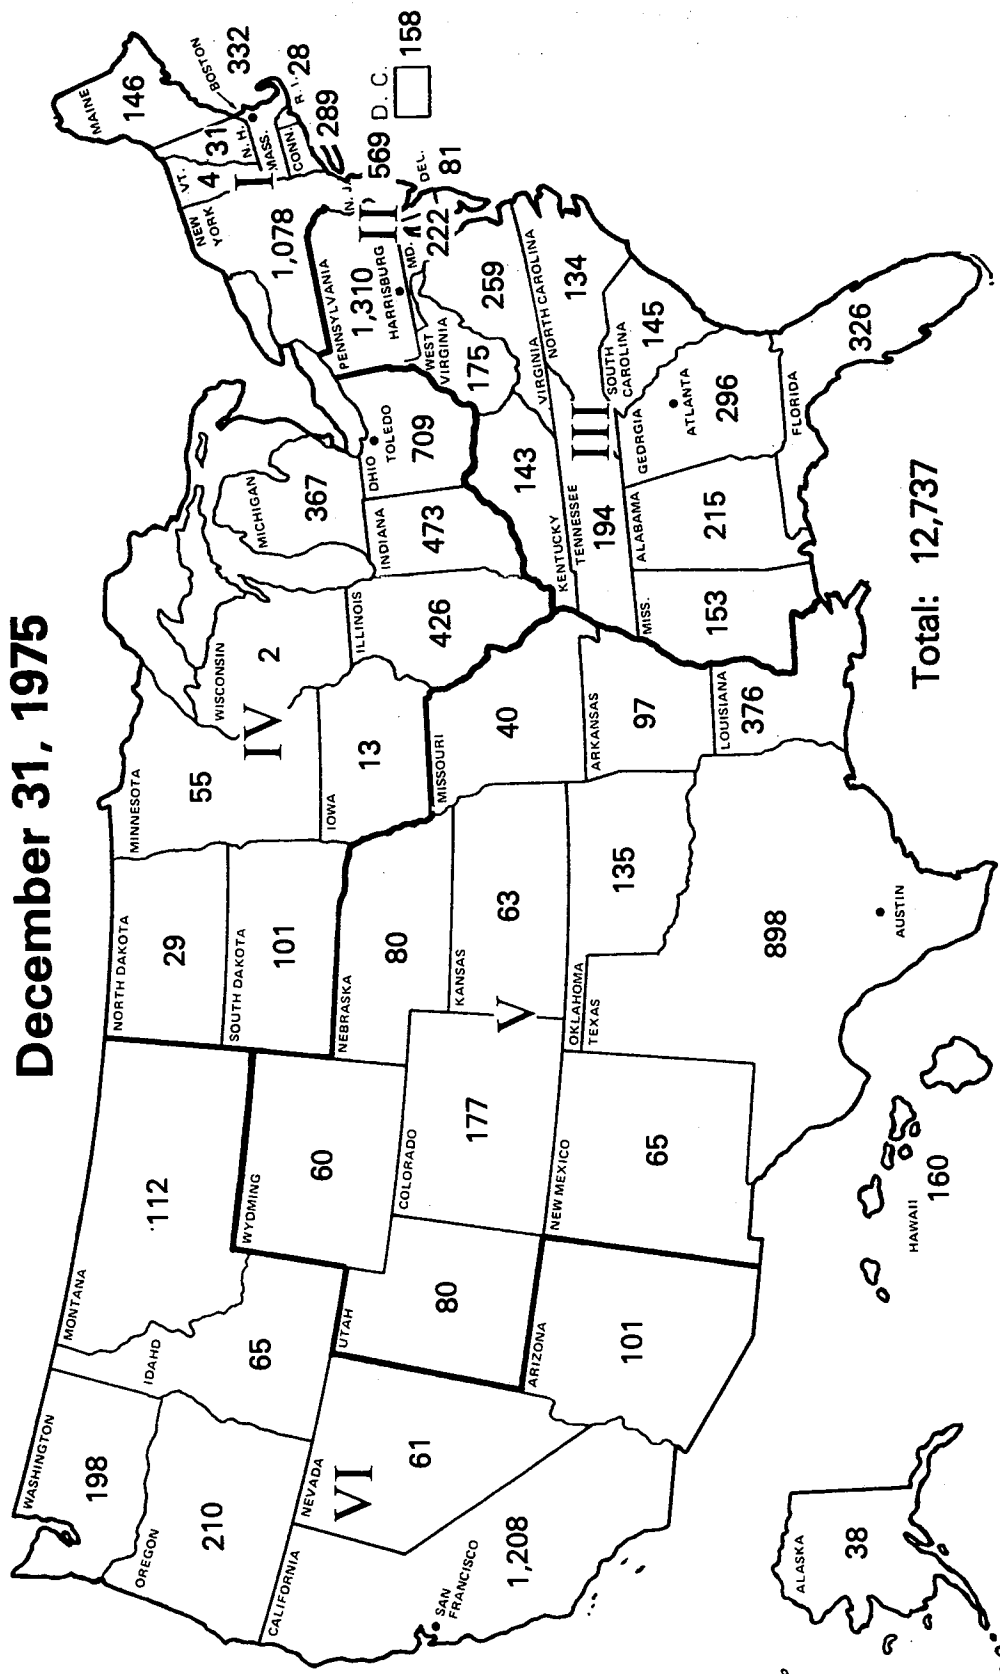 December 31, 1975
WASHINGTON
198
OREGON
210
CALIFORNIA
1,208
SAN
FRANCISCO
NEVADA
61
VI
IDAHO
65
MONTANA
112
WYOMING
60
UTAH
80
ARIZONA
101
COLORADO
177
NEW MEXICO
65
NORTH DAKOTA
29
SOUTH DAKOTA
101
NEBRASKA
80
KANSAS
63
V
OKLAHOMA
135
TEXAS
898
AUSTIN
MINNESOTA
55
IV
IOWA
13
MISSOURI
40
ARKANSAS
97
LOUISIANA
376
WISCONSIN
2
ILLINOIS
426
MICHIGAN
367
INDIANA
473
OHIO
TOLEDO
709
KENTUCKY
143
TENNESSEE
194
III
MISS.
153
ALABAMA
215
GEORGIA
ATLANTA
296
FLORIDA
326
SOUTH
CAROLINA
145
NORTH CAROLINA
134
VIRGINIA
259
WEST
VIRGINIA
175
PENNSYLVANIA
1,310
HARRISBURG
II
MD.
222
DEL.
81
N. J.
569
NEW
YORK
1,078
VT.
4
N. H.
31
I
MAINE
146
MASS.
BOSTON
332
CONN.
289
R. I.
28
D. C.
158
ALASKA
38
HAWAII
160
Total: 12,737